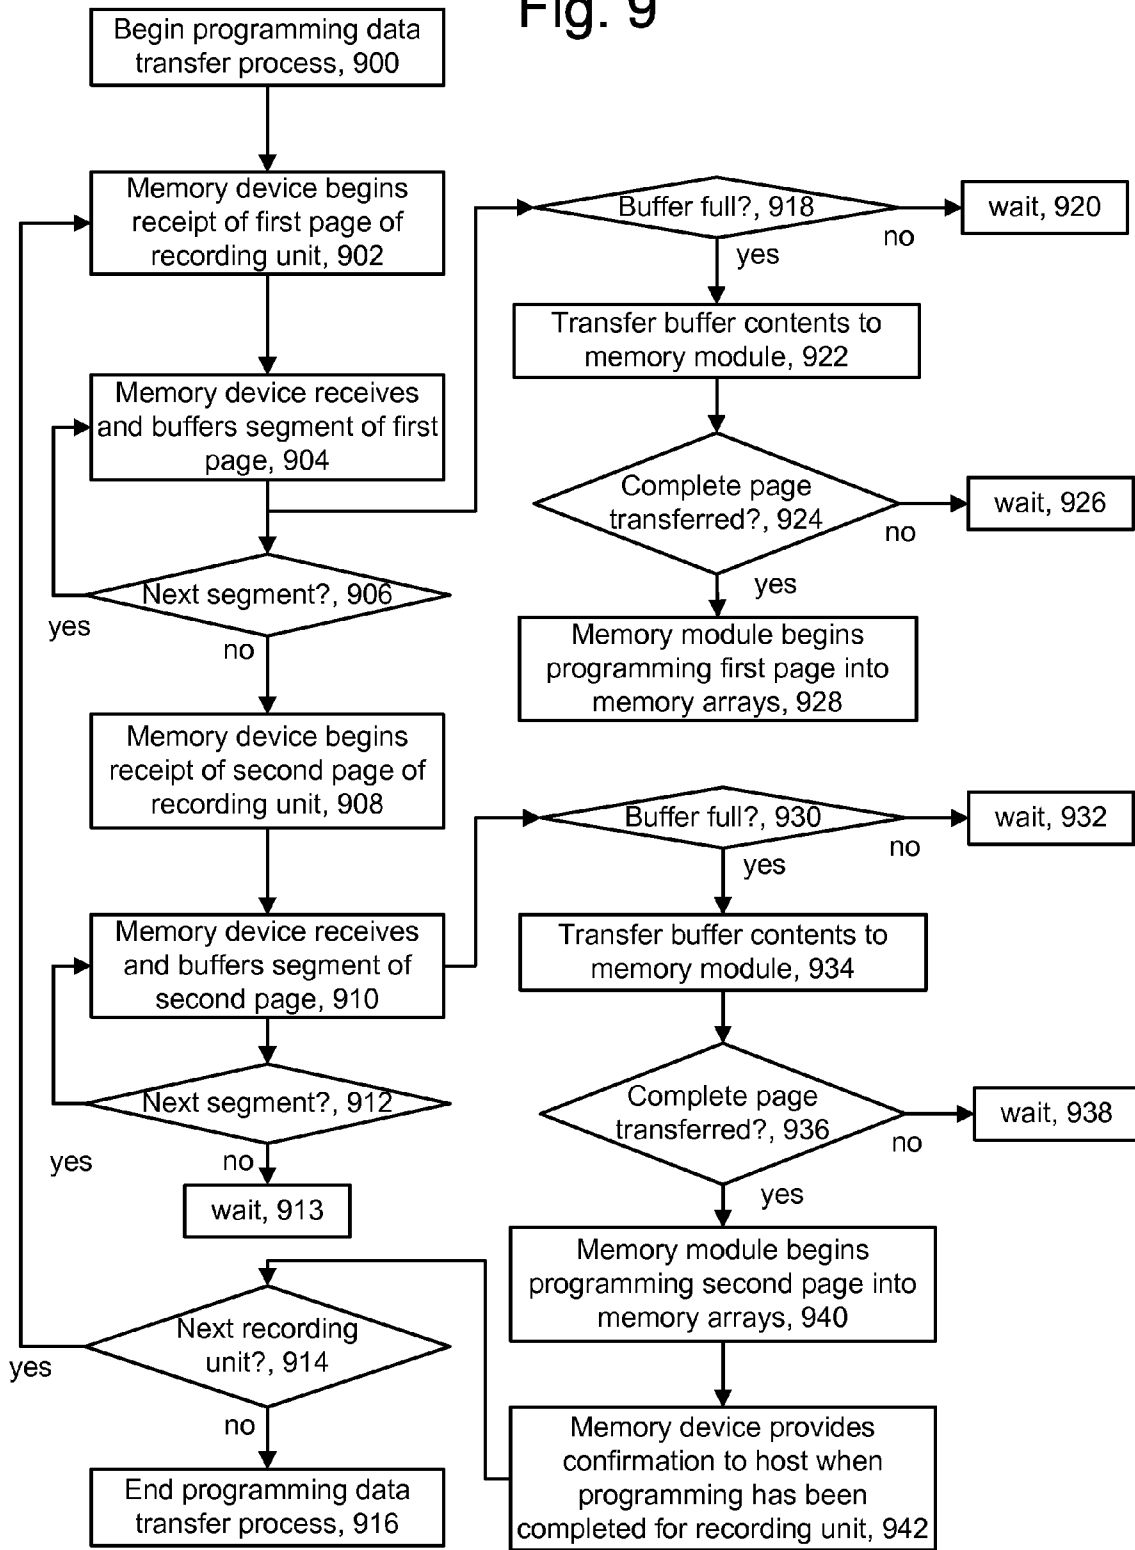 Fig. 9
Begin programming data
transfer process, 900
Memory device begins
receipt of first page of
recording unit, 902
Memory device receives
and buffers segment of first
page, 904
Next segment?, 906
yes
no
Memory device begins
receipt of second page of
recording unit, 908
Memory device receives
and buffers segment of
second page, 910
Next segment?, 912
yes
no
wait, 913
Next recording
unit?, 914
yes
no
End programming data
transfer process, 916
Buffer full?, 918
no
wait, 920
yes
Transfer buffer contents to
memory module, 922
Complete page
transferred?, 924
no
wait, 926
yes
Memory module begins
programming first page into
memory arrays, 928
Buffer full?, 930
no
wait, 932
yes
Transfer buffer contents to
memory module, 934
Complete page
transferred?, 936
no
wait, 938
yes
Memory module begins
programming second page into
memory arrays, 940
Memory device provides
confirmation to host when
programming has been
completed for recording unit, 942